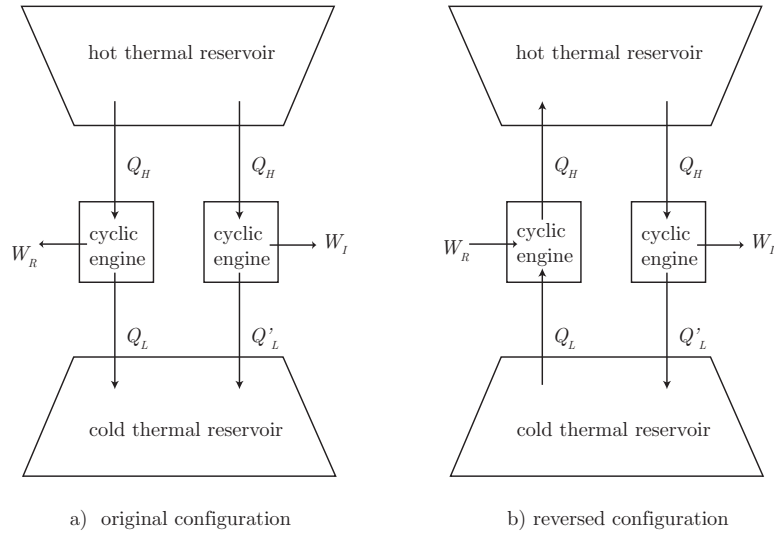 hot thermal reservoir
Q_H
Q_H
cyclic
engine
cyclic
engine
W_R
W_I
Q_L
Q'_L
cold thermal reservoir
a) original configuration
hot thermal reservoir
Q_H
Q_H
cyclic
engine
cyclic
engine
W_R
W_I
Q_L
Q'_L
cold thermal reservoir
b) reversed configuration